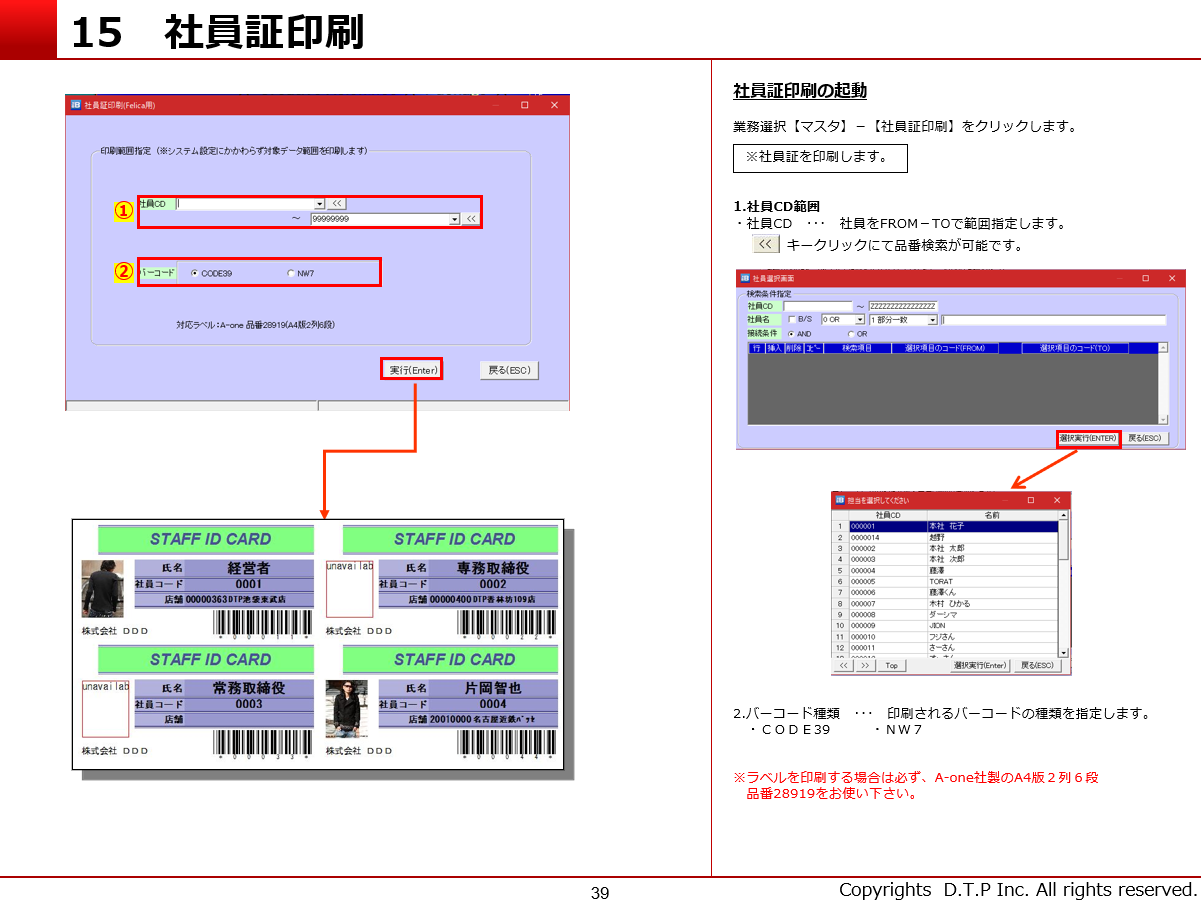 15　社員証印刷
社員証印刷(Felica用)
印刷範囲指定（※システム設定にかかわらず対象データ範囲を印刷します）
① 社員CD <<
～ 99999999 <<
② バーコード CODE39 NW7
対応ラベル：A-one 品番28919(A4版2列6段)
実行(Enter) 戻る(ESC)
STAFF ID CARD
氏名 経営者
社員コード 0001
店舗 00000363DTP池袋東武店
*00011*
株式会社 ＤＤＤ
STAFF ID CARD
unavailab
氏名 専務取締役
社員コード 0002
店舗 00000400DTP香林坊109店
*00022*
株式会社 ＤＤＤ
STAFF ID CARD
unavailab
氏名 常務取締役
社員コード 0003
店舗
株式会社 ＤＤＤ
STAFF ID CARD
氏名 片岡智也
社員コード 0004
店舗 20010000名古屋近鉄ﾊﾟｯｾ
*00044*
株式会社 ＤＤＤ
社員証印刷の起動
業務選択【マスタ】－【社員証印刷】をクリックします。
※社員証を印刷します。
1.社員CD範囲
・社員CD ･･･ 社員をFROM－TOで範囲指定します。
<< キークリックにて品番検索が可能です。
社員選択画面
検索条件指定
社員CD ～ ZZZZZZZZZZZZZZZZ
社員名 B/S 0 OR 1 部分一致
接続条件 AND OR
行 挿入 削除 ｺﾋﾟｰ 検索項目 選択項目のコード(FROM) 選択項目のコード(TO)
選択実行(ENTER) 戻る(ESC)
担当を選択してください
社員CD 名前
1 000001 本社 花子
2 0000014 越野
3 000002 本社 太郎
4 000003 本社 次郎
5 000004 藤澤
6 000005 TORAT
7 000006 藤澤くん
8 000007 木村 ひかる
9 000008 ダーシマ
10 000009 JION
11 000010 フジさん
12 000011 さーさん
<< >> Top 選択実行(Enter) 戻る(ESC)
2.バーコード種類 ･･･ 印刷されるバーコードの種類を指定します。
・ＣＯＤＥ39 ・ＮＷ７
※ラベルを印刷する場合は必ず、A-one社製のA4版２列６段
品番28919をお使い下さい。
39
Copyrights D.T.P Inc. All rights reserved.